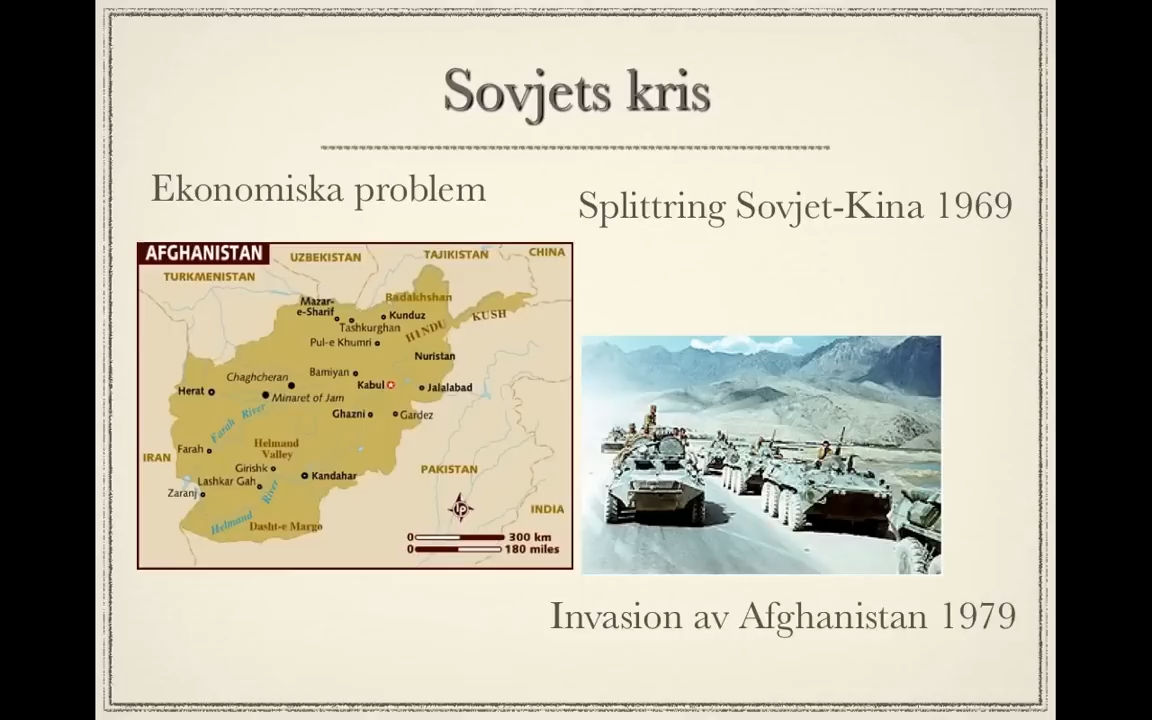 Sovjets kris
Ekonomiska problem
Splittring Sovjet-Kina 1969
AFGHANISTAN
UZBEKISTAN
TAJIKISTAN
CHINA
TURKMENISTAN
Badakhshan
Mazar-
e-Sharif
Kunduz
Tashkurghan
HINDU KUSH
Pul-e Khumri
Nuristan
Bamiyan
Chaghcheran
Kabul
Jalalabad
Herat
Minaret of Jam
Ghazni
Gardez
Farah River
Farah
Helmand
Valley
IRAN
Girishk
Kandahar
PAKISTAN
Lashkar Gah
Zaranj
Helmand River
Dasht-e Margo
LP
INDIA
0 300 km
0 180 miles
Invasion av Afghanistan 1979